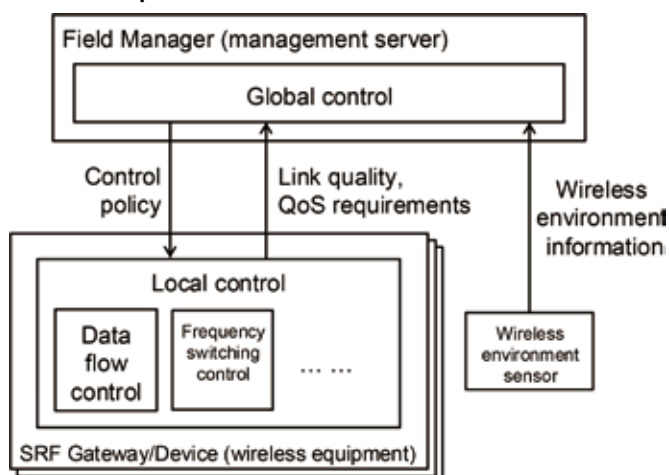 Field Manager (management server)
Global control
Control
policy
Link quality,
QoS requirements
Wireless
environment
information
Local control
Data
flow
control
Frequency
switching
control
... ...
Wireless
environment
sensor
SRF Gateway/Device (wireless equipment)